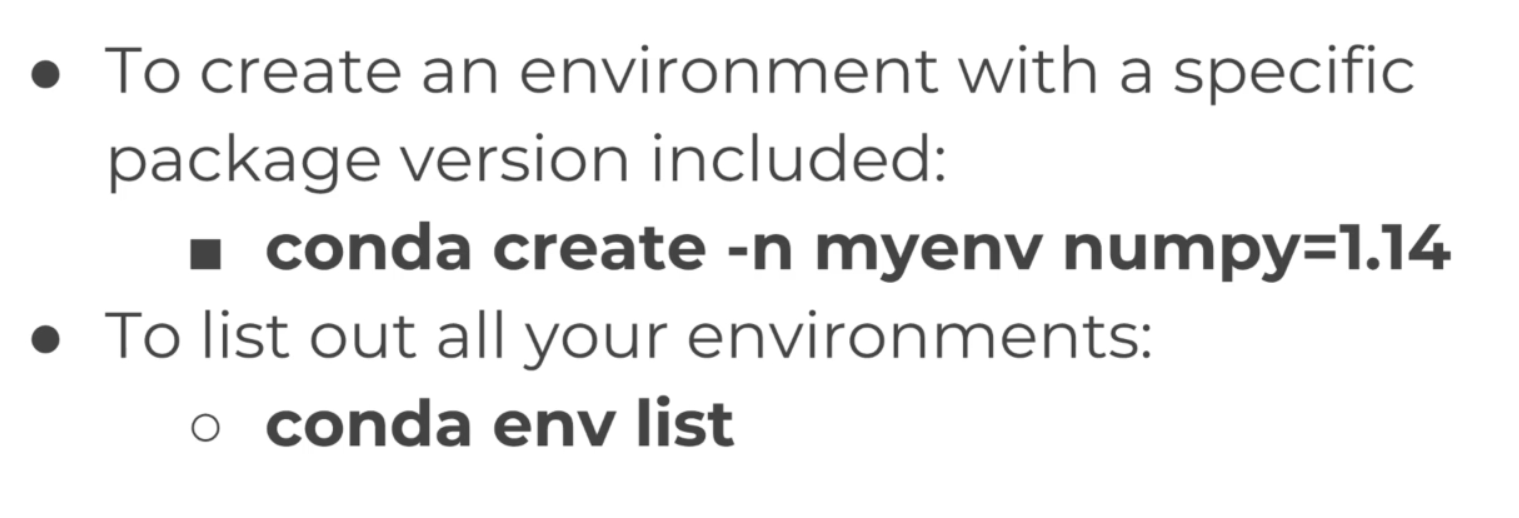 ● To create an environment with a specific
package version included:
■ conda create -n myenv numpy=1.14
● To list out all your environments:
○ conda env list